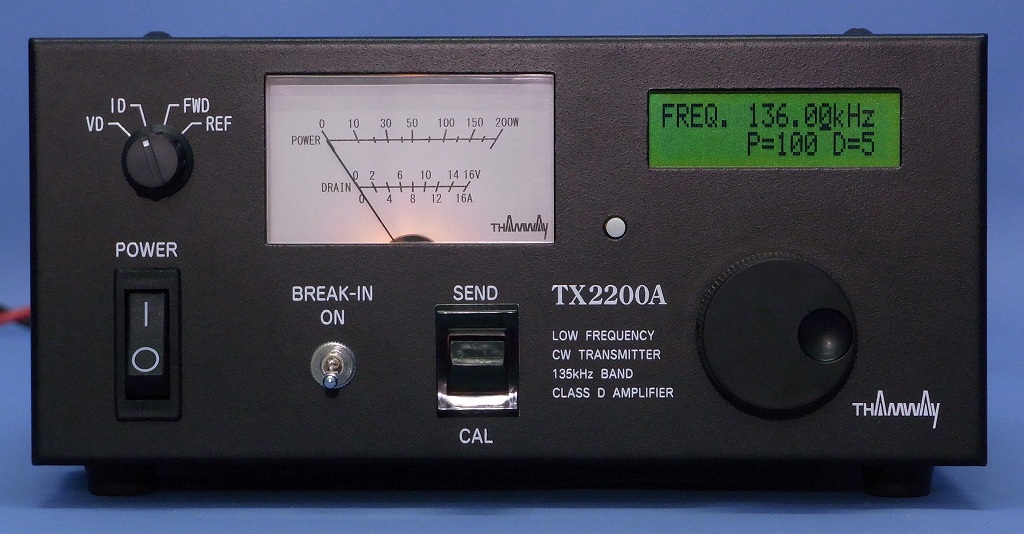 ID FWD
VD REF
POWER
I
O
0 10 30 50 100 150 200W
POWER
0 2 6 10 14 16V
DRAIN
0 4 8 12 16A
THAMWAY
FREQ. 136.00kHz
P=100 D=5
BREAK-IN
ON
SEND
CAL
TX2200A
LOW FREQUENCY
CW TRANSMITTER
135kHz BAND
CLASS D AMPLIFIER
THAMWAY